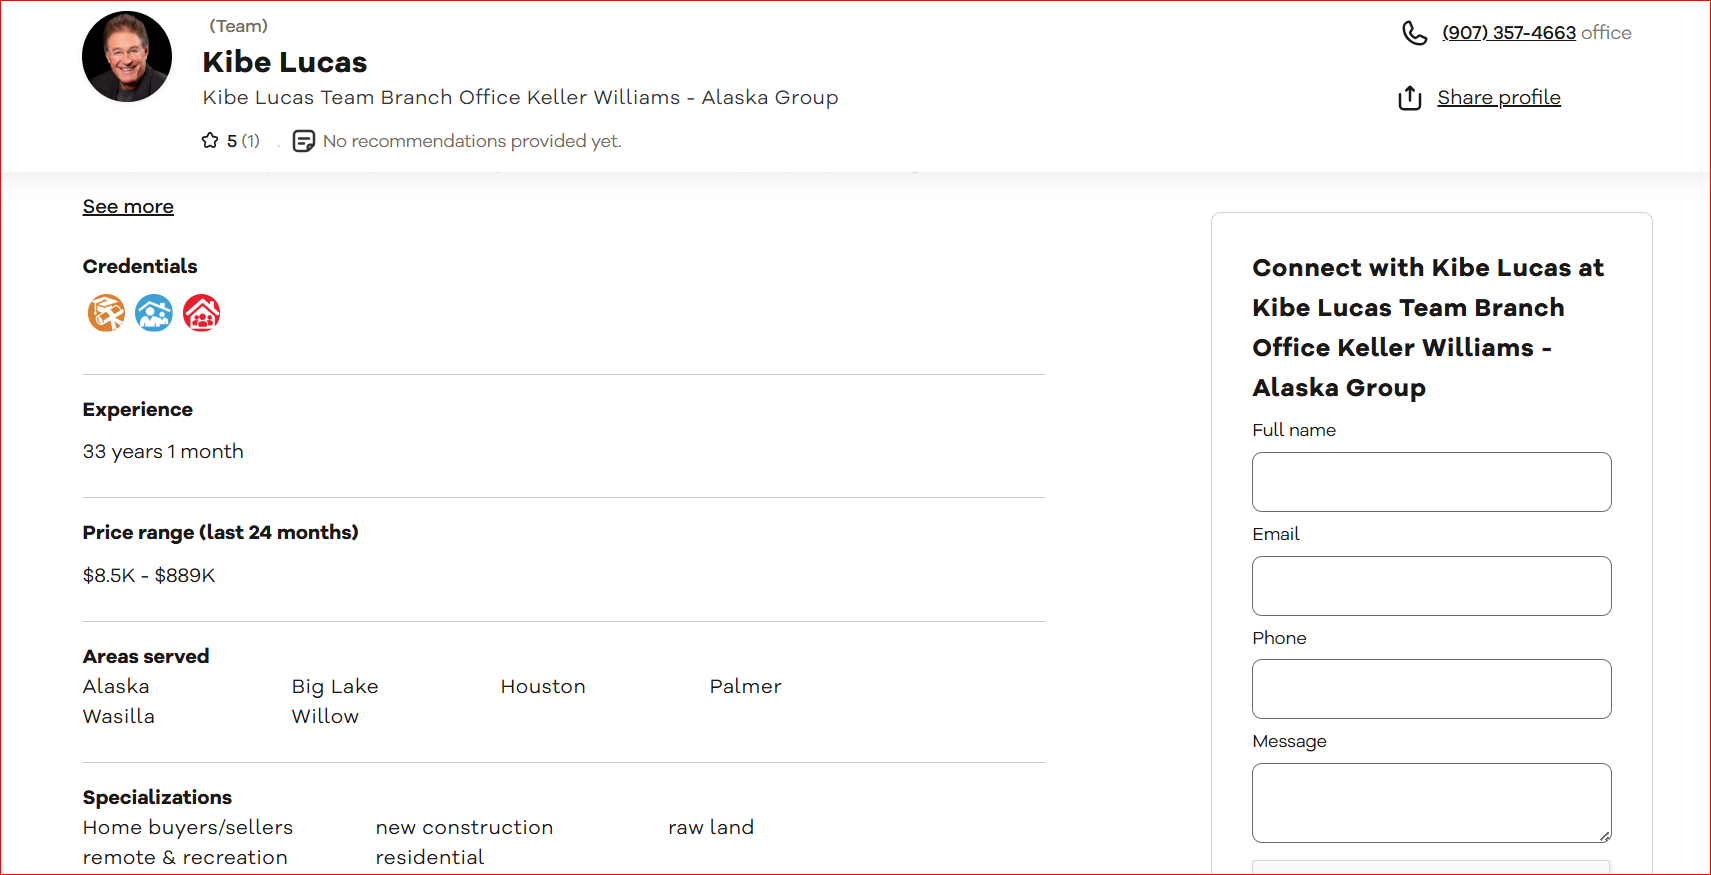 (Team)
Kibe Lucas
Kibe Lucas Team Branch Office Keller Williams - Alaska Group
5 (1) . No recommendations provided yet.
(907) 357-4663 office
Share profile
See more
Credentials
Experience
33 years 1 month
Price range (last 24 months)
$8.5K - $889K
Areas served
Alaska Big Lake Houston Palmer
Wasilla Willow
Specializations
Home buyers/sellers new construction raw land
remote & recreation residential
Connect with Kibe Lucas at
Kibe Lucas Team Branch
Office Keller Williams -
Alaska Group
Full name
Email
Phone
Message